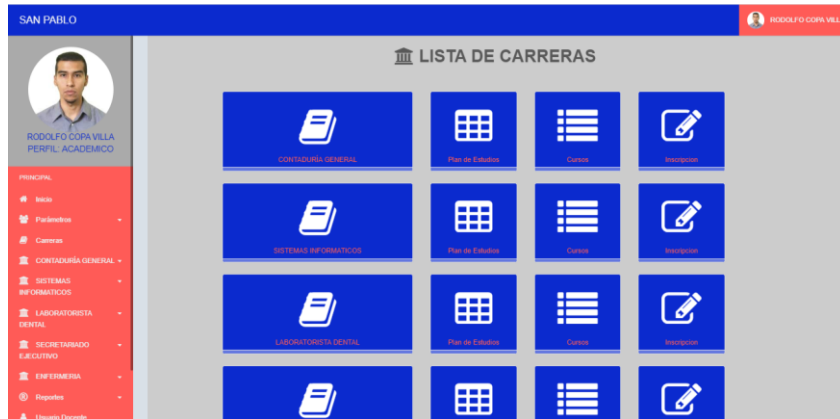 SAN PABLO
RODOLFO COPA VILL
RODOLFO COPA VILLA
PERFIL: ACADEMICO
PRINCIPAL
Inicio
Parámetros
Carreras
CONTADURÍA GENERAL
SISTEMAS
INFORMATICOS
LABORATORISTA
DENTAL
SECRETARIADO
EJECUTIVO
ENFERMERIA
Reportes
Usuario Docente
LISTA DE CARRERAS
CONTADURÍA GENERAL
Plan de Estudios
Cursos
Inscripcion
SISTEMAS INFORMATICOS
Plan de Estudios
Cursos
Inscripcion
LABORATORISTA DENTAL
Plan de Estudios
Cursos
Inscripcion